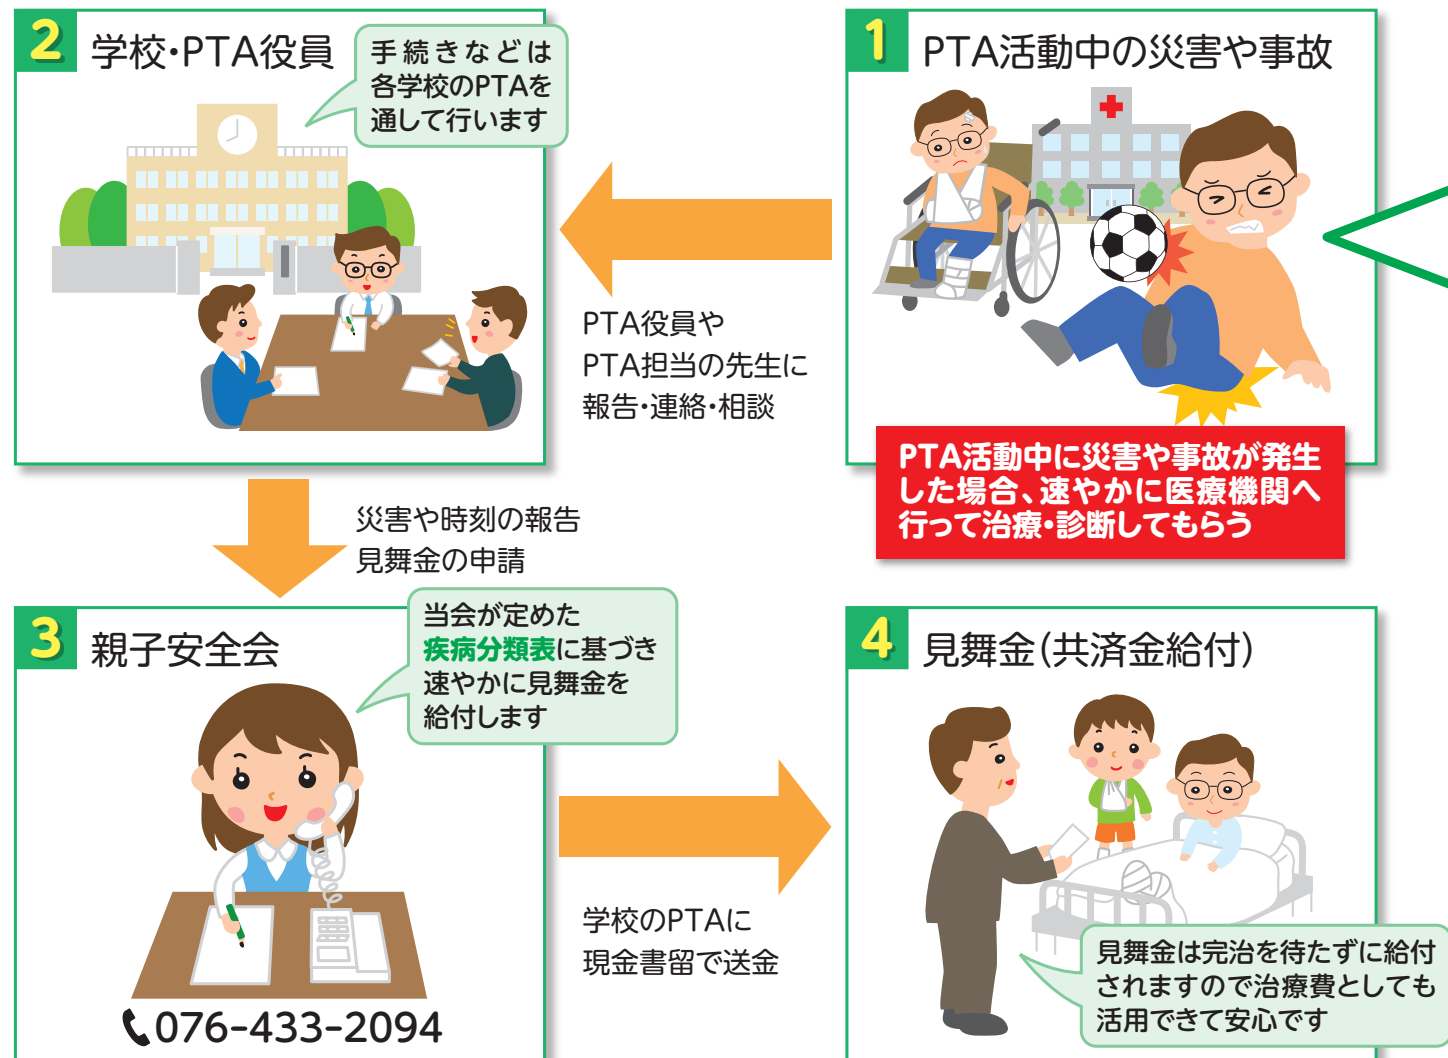 1 PTA活動中の災害や事故
PTA活動中に災害や事故が発生
した場合、速やかに医療機関へ
行って治療・診断してもらう
PTA役員や
PTA担当の先生に
報告・連絡・相談
2 学校・PTA役員
手続きなどは
各学校のPTAを
通して行います
災害や時刻の報告
見舞金の申請
3 親子安全会
当会が定めた
疾病分類表に基づき
速やかに見舞金を
給付します
076-433-2094
学校のPTAに
現金書留で送金
4 見舞金(共済金給付)
見舞金は完治を待たずに給付
されますので治療費としても
活用できて安心です